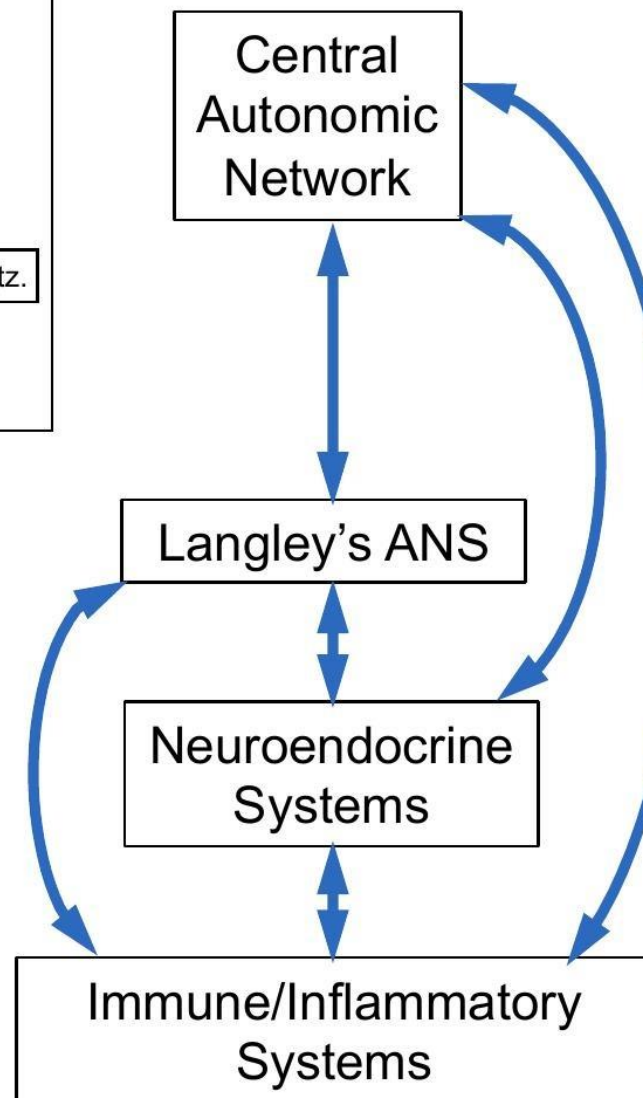 Central
Autonomic
Network
tz.
Langley’s ANS
Neuroendocrine
Systems
Immune/Inflammatory
Systems